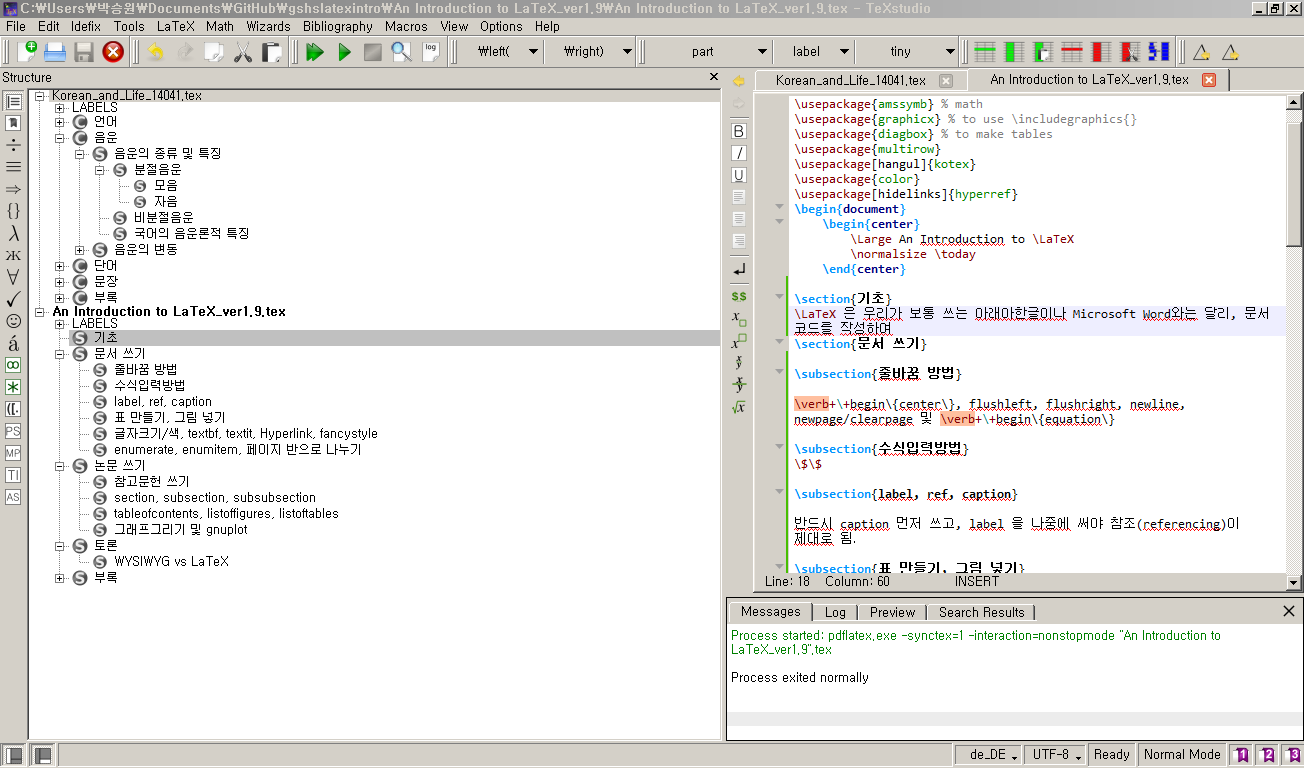 C:₩Users₩박승원₩Documents₩GitHub₩gshslatexintro₩An Introduction to LaTeX_ver1,9₩An Introduction to LaTeX_ver1,9,tex - TeXstudio
File Edit Idefix Tools LaTeX Math Wizards Bibliography Macros View Options Help
log ₩left( ₩right) part label tiny
Structure
Korean_and_Life_14041,tex
LABELS
언어
음운
음운의 종류 및 특징
분절음운
모음
자음
비분절음운
국어의 음운론적 특징
음운의 변동
단어
문장
부록
An Introduction to LaTeX_ver1,9,tex
LABELS
기초
문서 쓰기
줄바꿈 방법
수식입력방법
label, ref, caption
표 만들기, 그림 넣기
글자크기/색, textbf, textit, Hyperlink, fancystyle
enumerate, enumitem, 페이지 반으로 나누기
논문 쓰기
참고문헌 쓰기
section, subsection, subsubsection
tableofcontents, listoffigures, listoftables
그래프그리기 및 gnuplot
토론
WYSIWYG vs LaTeX
부록
PS
MP
TI
AS
B
I
U
$$
Korean_and_Life_14041,tex
An Introduction to LaTeX_ver1,9,tex
\usepackage{amssymb} % math
\usepackage{graphicx} % to use \includegraphics{}
\usepackage{diagbox} % to make tables
\usepackage{multirow}
\usepackage[hangul]{kotex}
\usepackage{color}
\usepackage[hidelinks]{hyperref}
\begin{document}
\begin{center}
\Large An Introduction to \LaTeX
\normalsize \today
\end{center}
\section{기초}
\LaTeX 은 우리가 보통 쓰는 아래아한글이나 Microsoft Word와는 달리, 문서
코드를 작성하여
\section{문서 쓰기}
\subsection{줄바꿈 방법}
\verb+\+begin\{center\}, flushleft, flushright, newline,
newpage/clearpage 및 \verb+\+begin\{equation\}
\subsection{수식입력방법}
\$\$
\subsection{label, ref, caption}
반드시 caption 먼저 쓰고, label 을 나중에 써야 참조(referencing)이
제대로 됨.
\subsection{표 만들기, 그림 넣기}
Line: 18 Column: 60 INSERT
Messages Log Preview Search Results
Process started: pdflatex,exe -synctex=1 -interaction=nonstopmode "An Introduction to
LaTeX_ver1,9",tex
Process exited normally
de_DE UTF-8 Ready Normal Mode 1 2 3